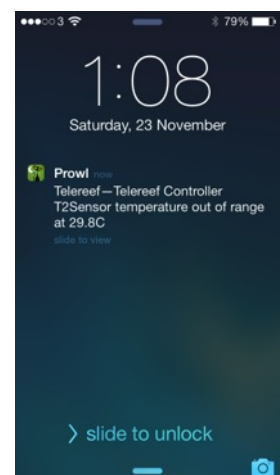 3 79%
1:08
Saturday, 23 November
Prowl now
Telereef—Telereef Controller
T2Sensor temperature out of range
at 29.8C
slide to view
> slide to unlock